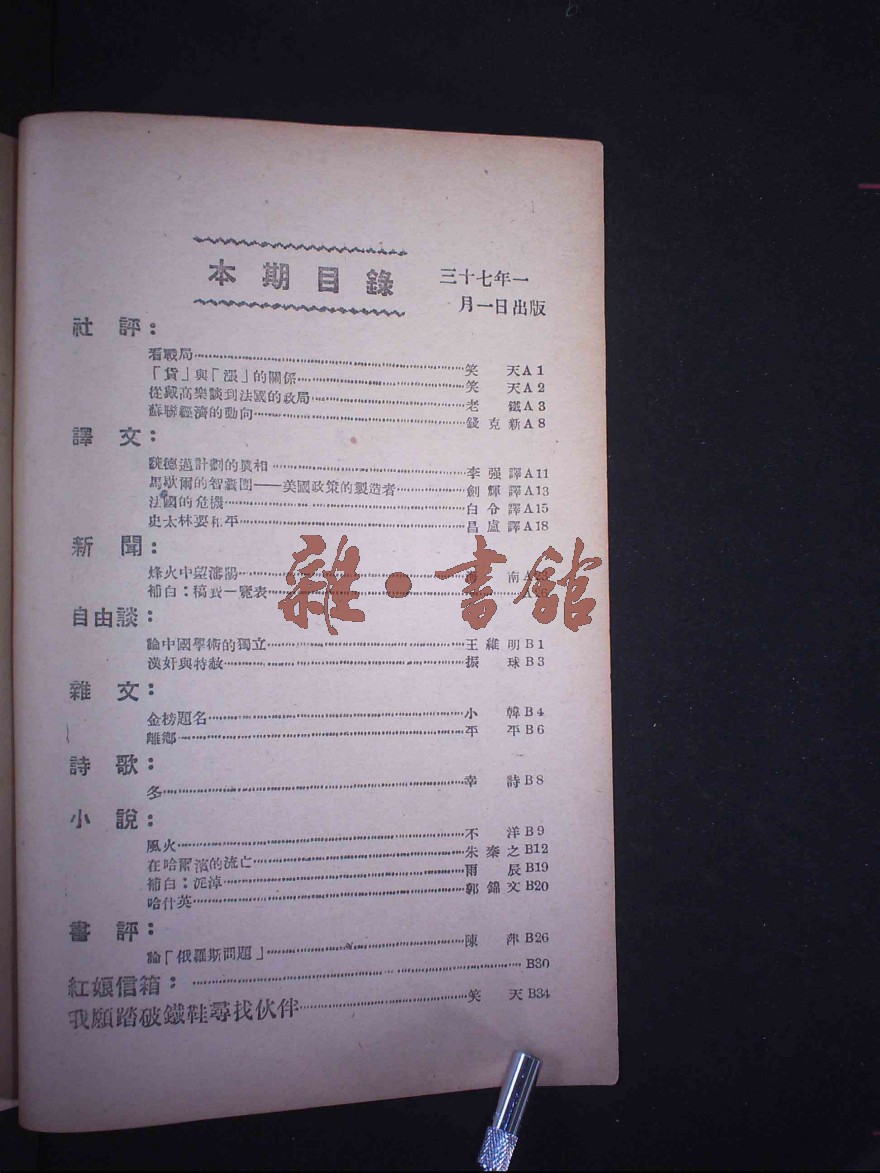 本期目錄
三十七年一
月一日出版
社評：
看戰局……笑天A1
「貨」與「漲」的關係……笑天A2
從戴高樂談到法國的政局……老鐵A3
蘇聯經濟的動向……錢克新A8
譯文：
德邁計劃的眞相……李强譯A11
馬歇爾的智囊團——美國政策的製造者……劍輝譯A13
法國的危機……白令譯A15
史太林要和平……昌盧譯A18
新聞：
烽火中望瀋陽……南
補白：稿費一覽表……
自由談：
論中國學術的獨立……王維明B1
漢奸與特赦……振球B3
雜文：
金榜題名……小韓B4
離鄉……平平B6
詩歌：
冬……幸詩B8
小說：
風火……不洋B9
在哈爾濱的流亡……朱秦之B12
補白：泥淖……雨辰B19
哈什英……郭錦文B20
書評：
論「俄羅斯問題」……陳B26
紅娘信箱：……B30
我願踏破鐵鞋尋找伙伴……笑天B34
雜·書館